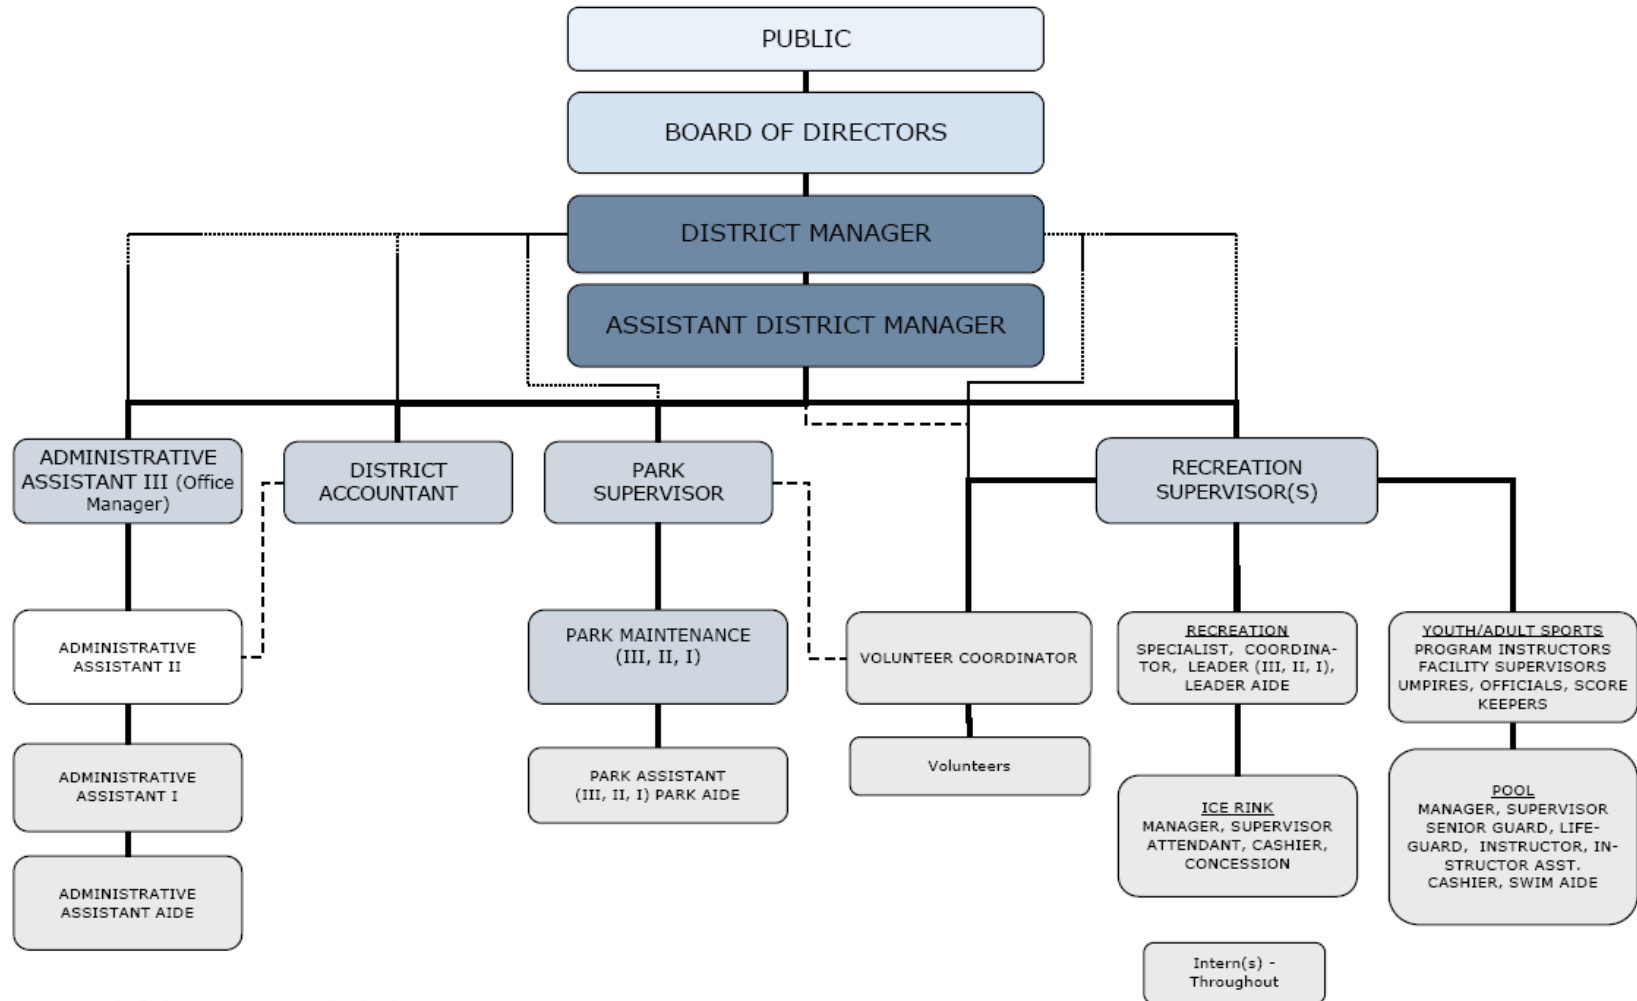 PUBLIC
BOARD OF DIRECTORS
DISTRICT MANAGER
ASSISTANT DISTRICT MANAGER
ADMINISTRATIVE
ASSISTANT III (Office
Manager)
DISTRICT
ACCOUNTANT
PARK
SUPERVISOR
RECREATION
SUPERVISOR(S)
ADMINISTRATIVE
ASSISTANT II
PARK MAINTENANCE
(III, II, I)
VOLUNTEER COORDINATOR
RECREATION
SPECIALIST, COORDINA-
TOR, LEADER (III, II, I),
LEADER AIDE
YOUTH/ADULT SPORTS
PROGRAM INSTRUCTORS
FACILITY SUPERVISORS
UMPIRES, OFFICIALS, SCORE
KEEPERS
ADMINISTRATIVE
ASSISTANT I
PARK ASSISTANT
(III, II, I) PARK AIDE
Volunteers
ICE RINK
MANAGER, SUPERVISOR
ATTENDANT, CASHIER,
CONCESSION
POOL
MANAGER, SUPERVISOR
SENIOR GUARD, LIFE-
GUARD, INSTRUCTOR, IN-
STRUCTOR ASST.
CASHIER, SWIM AIDE
ADMINISTRATIVE
ASSISTANT AIDE
Intern(s) -
Throughout